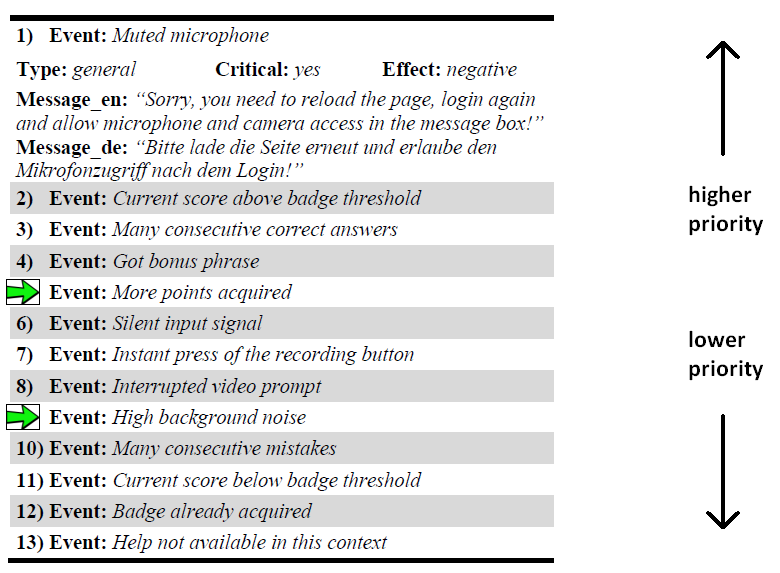 1) Event: Muted microphone
Type: general Critical: yes Effect: negative
Message_en: “Sorry, you need to reload the page, login again
and allow microphone and camera access in the message box!”
Message_de: “Bitte lade die Seite erneut und erlaube den
Mikrofonzugriff nach dem Login!”
2) Event: Current score above badge threshold
3) Event: Many consecutive correct answers
4) Event: Got bonus phrase
Event: More points acquired
6) Event: Silent input signal
7) Event: Instant press of the recording button
8) Event: Interrupted video prompt
Event: High background noise
10) Event: Many consecutive mistakes
11) Event: Current score below badge threshold
12) Event: Badge already acquired
13) Event: Help not available in this context
higher
priority
lower
priority